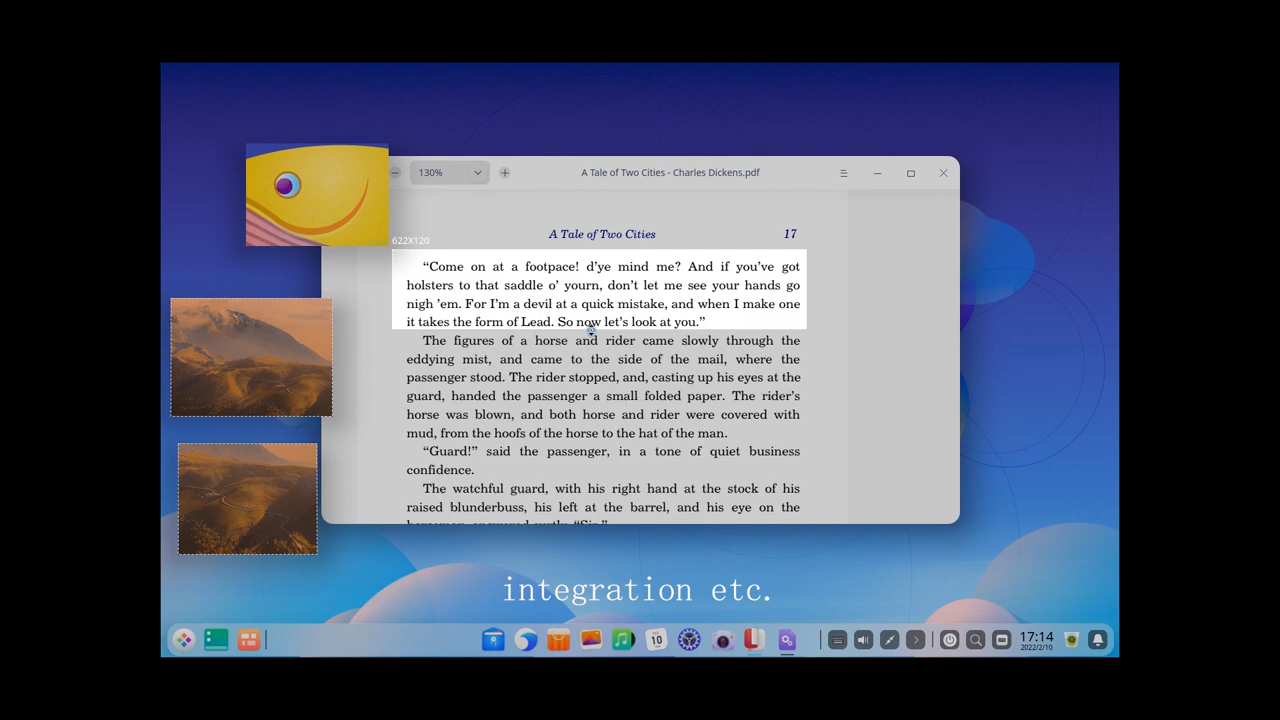 130%
A Tale of Two Cities - Charles Dickens.pdf
622X120
A Tale of Two Cities 17
“Come on at a footpace! d’ye mind me? And if you’ve got
holsters to that saddle o’ yourn, don’t let me see your hands go
nigh ’em. For I’m a devil at a quick mistake, and when I make one
it takes the form of Lead. So now let’s look at you.”
The figures of a horse and rider came slowly through the
eddying mist, and came to the side of the mail, where the
passenger stood. The rider stopped, and, casting up his eyes at the
guard, handed the passenger a small folded paper. The rider’s
horse was blown, and both horse and rider were covered with
mud, from the hoofs of the horse to the hat of the man.
“Guard!” said the passenger, in a tone of quiet business
confidence.
The watchful guard, with his right hand at the stock of his
raised blunderbuss, his left at the barrel, and his eye on the
horseman, answered curtly, “Sir.”
integration etc.
10
17:14
2022/2/10